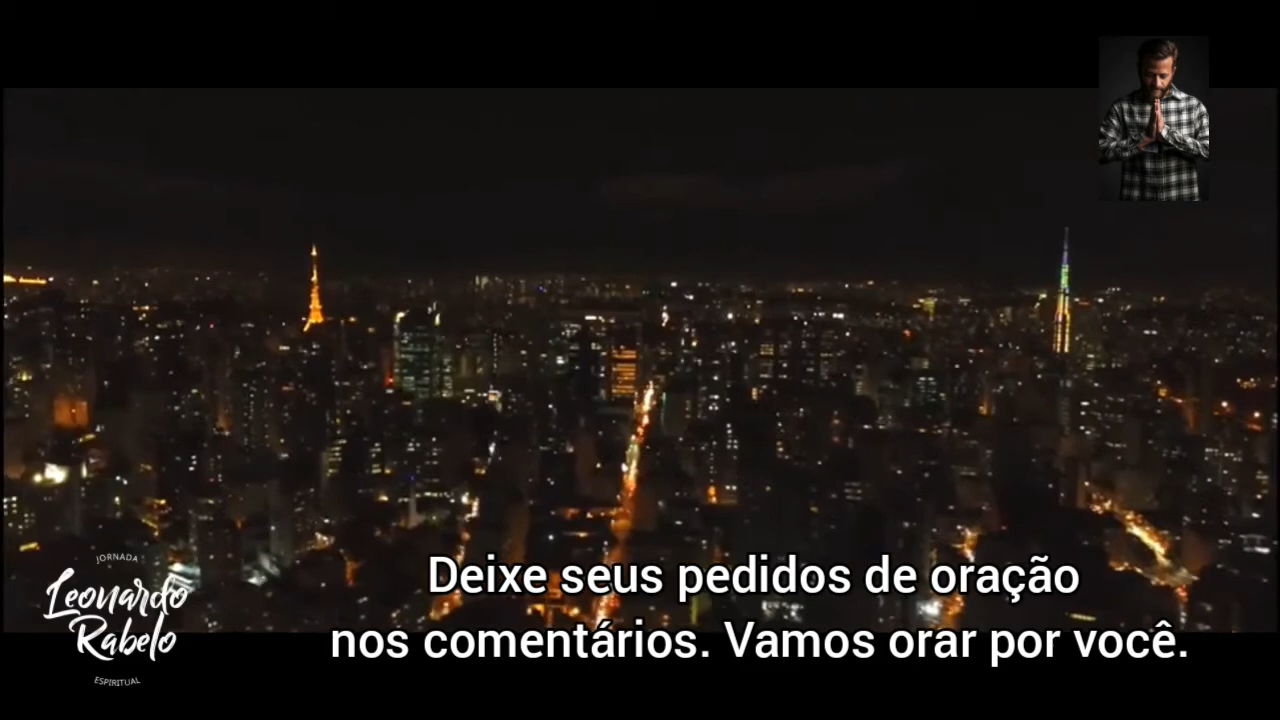 JORNADA
Leonardo
Rabelo
ESPIRITUAL
Deixe seus pedidos de oração
nos comentários. Vamos orar por você.